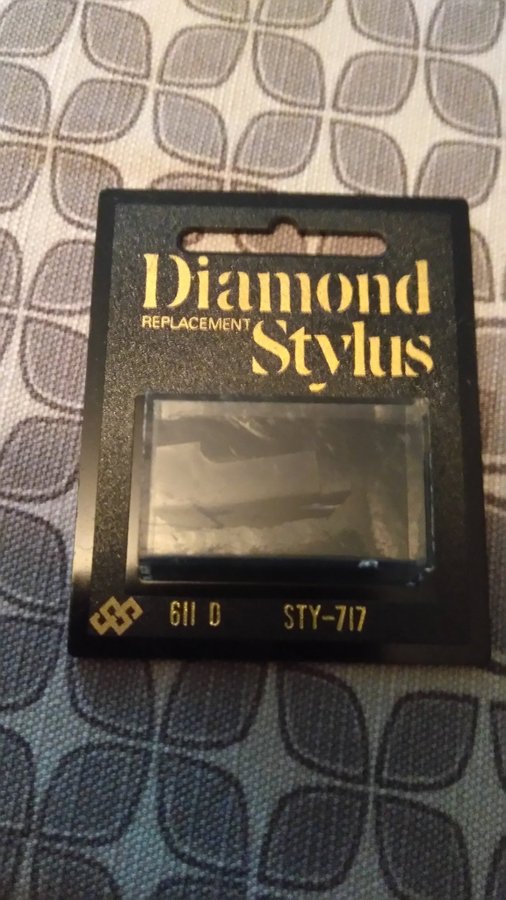 Diamond
REPLACEMENT Stylus
611 D STY-717